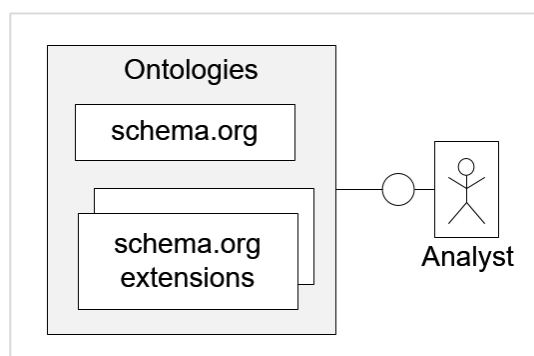 Ontologies
schema.org
schema.org
extensions
Analyst